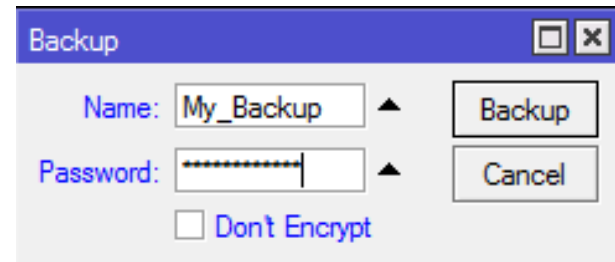 Backup
Name: My_Backup Backup
Password: ************ Cancel
Don't Encrypt